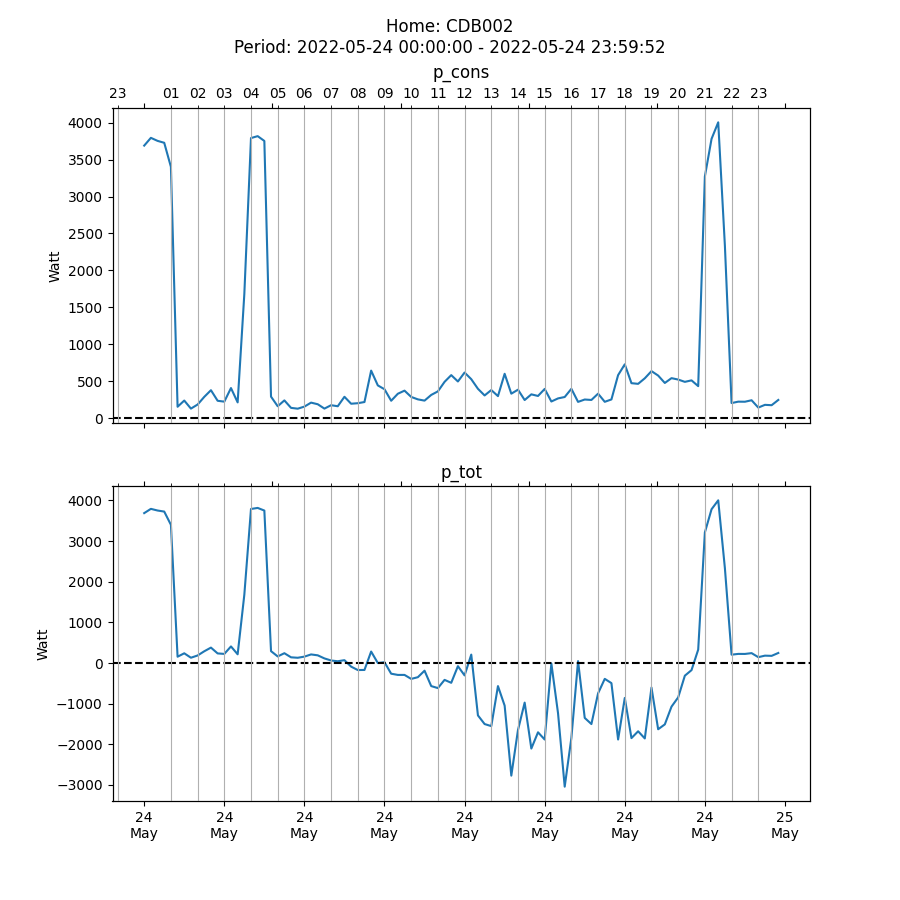 Home: CDB002
Period: 2022-05-24 00:00:00 - 2022-05-24 23:59:52
p_cons
23 01 02 03 04 05 06 07 08 09 10 11 12 13 14 15 16 17 18 19 20 21 22 23
4000
3500
3000
2500
2000
1500
1000
500
0
Watt
p_tot
4000
3000
2000
1000
0
−1000
−2000
−3000
Watt
24 24 24 24 24 24 24 24 25
May May May May May May May May May